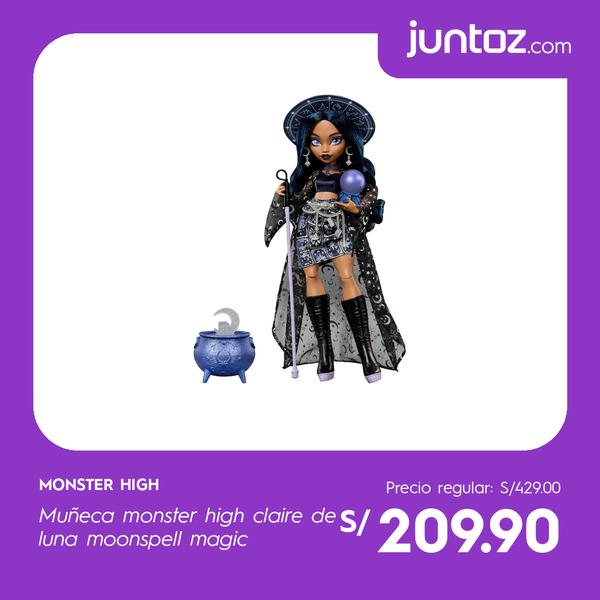 juntoz.com
MONSTER HIGH
Muñeca monster high claire de
luna moonspell magic
Precio regular: S/429.00
S/ 209.90